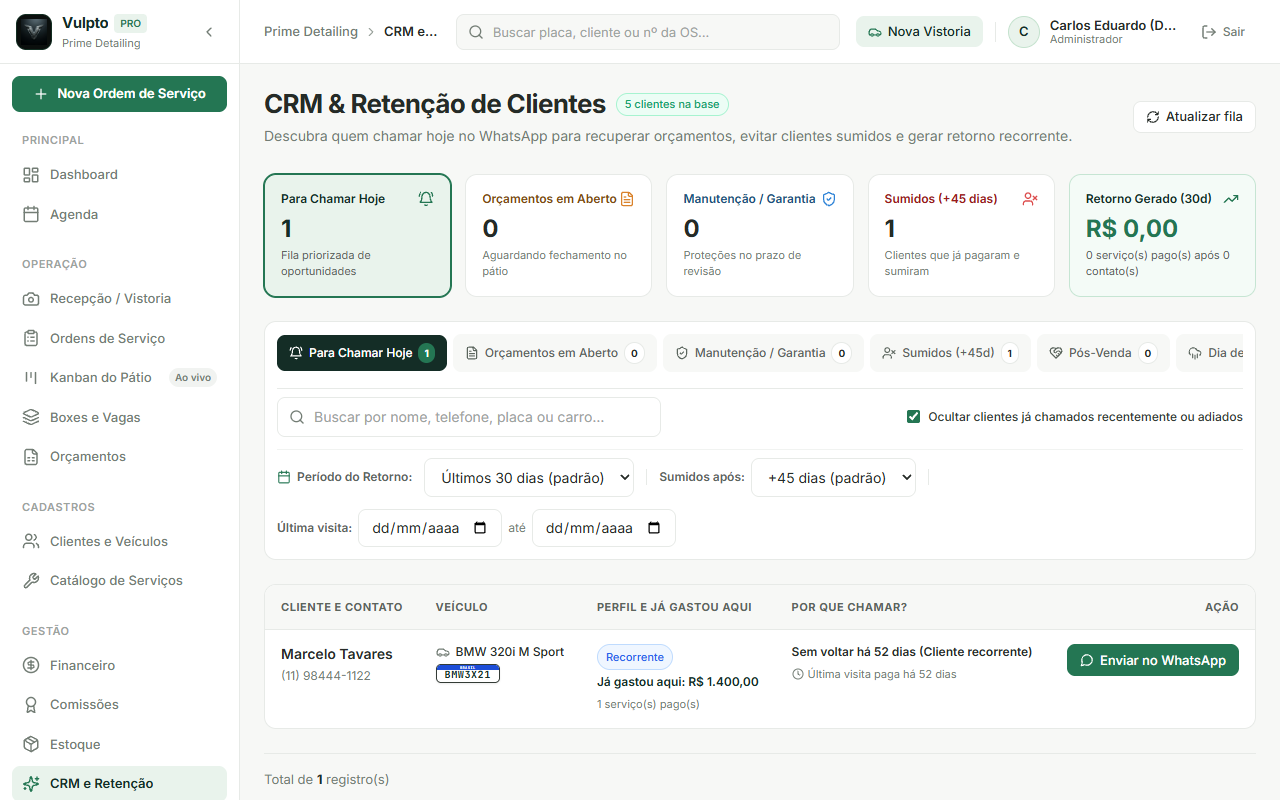 Vulpto PRO
Prime Detailing
Prime Detailing > CRM e...
Buscar placa, cliente ou nº da OS...
Nova Vistoria
C
Carlos Eduardo (D...
Administrador
Sair
Nova Ordem de Serviço
PRINCIPAL
Dashboard
Agenda
OPERAÇÃO
Recepção / Vistoria
Ordens de Serviço
Kanban do Pátio Ao vivo
Boxes e Vagas
Orçamentos
CADASTROS
Clientes e Veículos
Catálogo de Serviços
GESTÃO
Financeiro
Comissões
Estoque
CRM e Retenção
CRM & Retenção de Clientes 5 clientes na base
Descubra quem chamar hoje no WhatsApp para recuperar orçamentos, evitar clientes sumidos e gerar retorno recorrente.
Atualizar fila
Para Chamar Hoje
1
Fila priorizada de
oportunidades
Orçamentos em Aberto
0
Aguardando fechamento no
pátio
Manutenção / Garantia
0
Proteções no prazo de
revisão
Sumidos (+45 dias)
1
Clientes que já pagaram e
sumiram
Retorno Gerado (30d)
R$ 0,00
0 serviço(s) pago(s) após 0
contato(s)
Para Chamar Hoje 1
Orçamentos em Aberto 0
Manutenção / Garantia 0
Sumidos (+45d) 1
Pós-Venda 0
Dia de
Buscar por nome, telefone, placa ou carro...
Ocultar clientes já chamados recentemente ou adiados
Período do Retorno: Últimos 30 dias (padrão)
Sumidos após: +45 dias (padrão)
Última visita: dd/mm/aaaa até dd/mm/aaaa
CLIENTE E CONTATO VEÍCULO PERFIL E JÁ GASTOU AQUI POR QUE CHAMAR? AÇÃO
Marcelo Tavares
(11) 98444-1122
BMW 320i M Sport
BRASIL
BMW3X21
Recorrente
Já gastou aqui: R$ 1.400,00
1 serviço(s) pago(s)
Sem voltar há 52 dias (Cliente recorrente)
Última visita paga há 52 dias
Enviar no WhatsApp
Total de 1 registro(s)